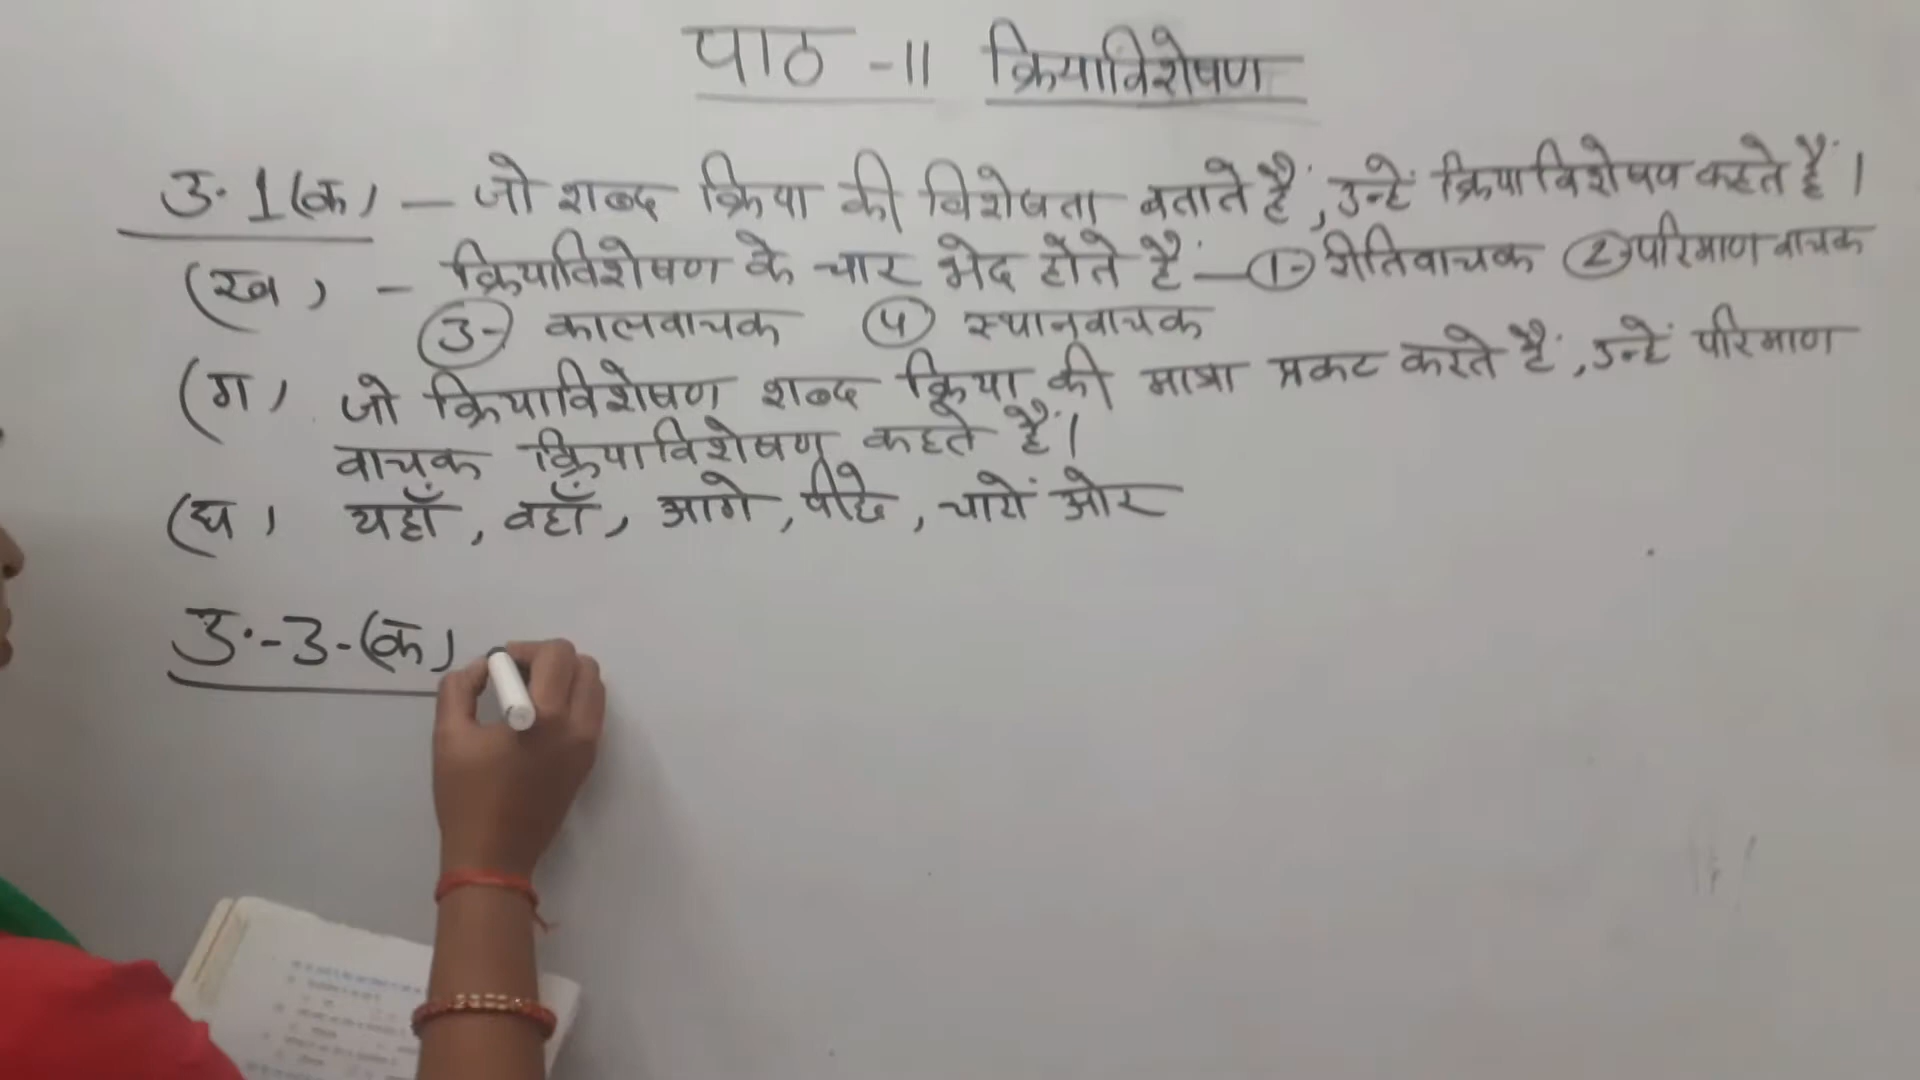 पाठ -11 क्रियाविशेषण
उ. 1 (क) – जो शब्द क्रिया की विशेषता बताते हैं, उन्हें क्रियाविशेषण कहते हैं।
(ख) – क्रियाविशेषण के चार भेद होते हैं – 1- रीतिवाचक 2- परिमाण वाचक
3- कालवाचक 4 स्थानवाचक
(ग) जो क्रियाविशेषण शब्द क्रिया की मात्रा प्रकट करते हैं, उन्हें परिमाण
वाचक क्रियाविशेषण कहते हैं।
(घ) यहाँ, वहाँ, आगे, पीछे, चारों ओर
उ.-3-(क)